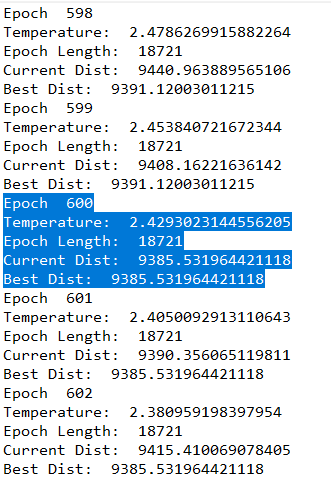 Epoch  598
Temperature:  2.4786269915882264
Epoch Length:  18721
Current Dist:  9440.963889565106
Best Dist:  9391.12003011215
Epoch  599
Temperature:  2.453840721672344
Epoch Length:  18721
Current Dist:  9408.16221636142
Best Dist:  9391.12003011215
Epoch  600
Temperature:  2.4293023144556205
Epoch Length:  18721
Current Dist:  9385.531964421118
Best Dist:  9385.531964421118
Epoch  601
Temperature:  2.4050092913110643
Epoch Length:  18721
Current Dist:  9390.356065119811
Best Dist:  9385.531964421118
Epoch  602
Temperature:  2.380959198397954
Epoch Length:  18721
Current Dist:  9415.410069078405
Best Dist:  9385.531964421118